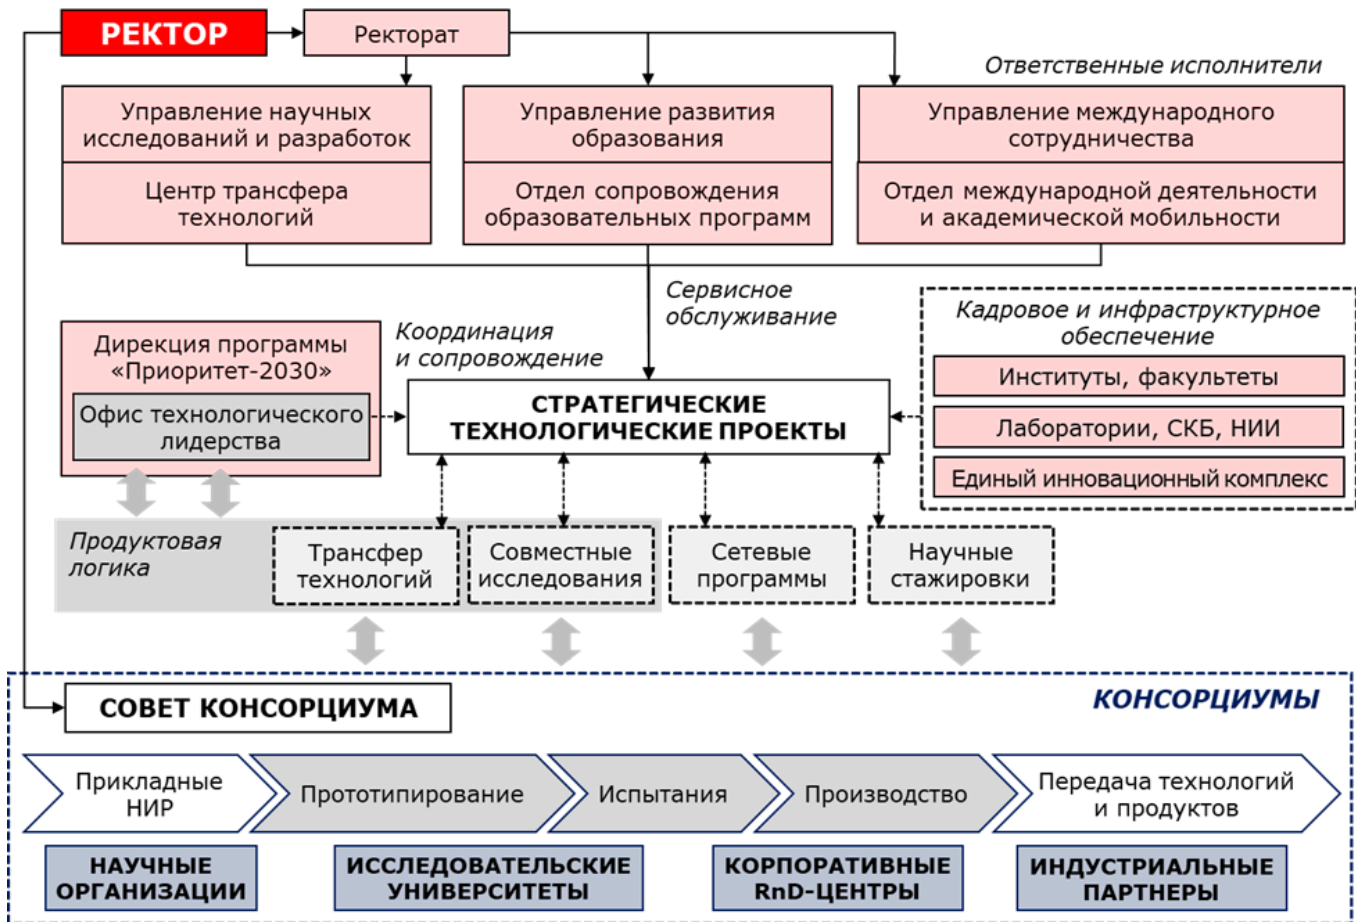 РЕКТОР
Ректорат
Ответственные исполнители
Управление научных
исследований и разработок
Центр трансфера
технологий
Управление развития
образования
Отдел сопровождения
образовательных программ
Управление международного
сотрудничества
Отдел международной деятельности
и академической мобильности
Сервисное
обслуживание
Координация
и сопровождение
Дирекция программы
«Приоритет-2030»
Офис технологического
лидерства
СТРАТЕГИЧЕСКИЕ
ТЕХНОЛОГИЧЕСКИЕ ПРОЕКТЫ
Кадровое и инфраструктурное
обеспечение
Институты, факультеты
Лаборатории, СКБ, НИИ
Единый инновационный комплекс
Продуктовая
логика
Трансфер
технологий
Совместные
исследования
Сетевые
программы
Научные
стажировки
СОВЕТ КОНСОРЦИУМА
КОНСОРЦИУМЫ
Прикладные
НИР
Прототипирование
Испытания
Производство
Передача технологий
и продуктов
НАУЧНЫЕ
ОРГАНИЗАЦИИ
ИССЛЕДОВАТЕЛЬСКИЕ
УНИВЕРСИТЕТЫ
КОРПОРАТИВНЫЕ
RnD-ЦЕНТРЫ
ИНДУСТРИАЛЬНЫЕ
ПАРТНЕРЫ